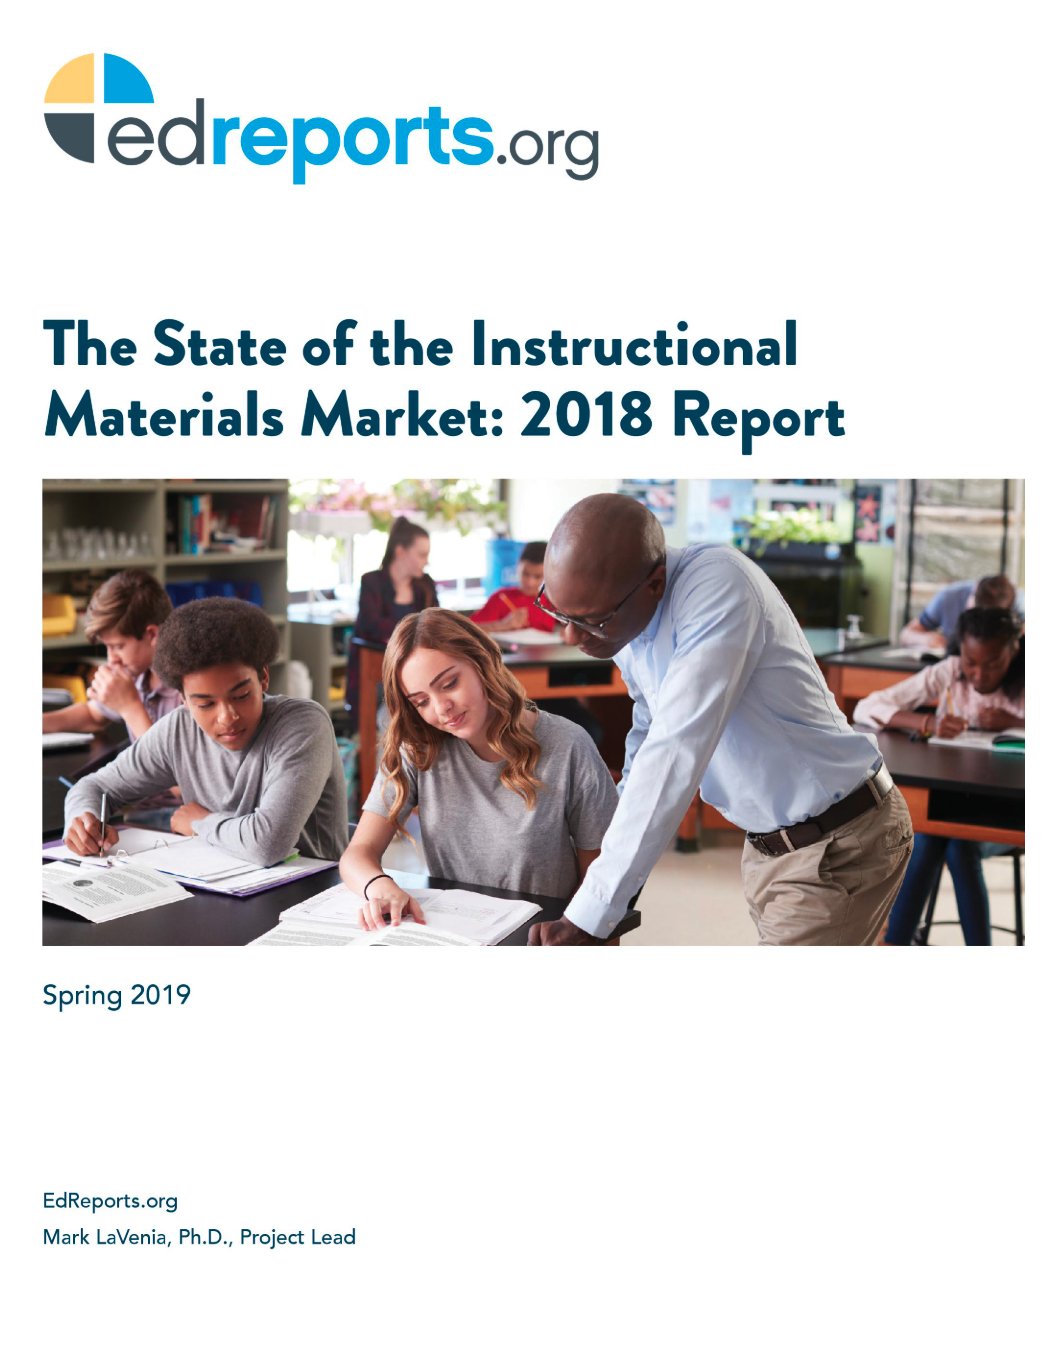 edreports.org
The State of the Instructional
Materials Market: 2018 Report
Spring 2019
EdReports.org
Mark LaVenia, Ph.D., Project Lead